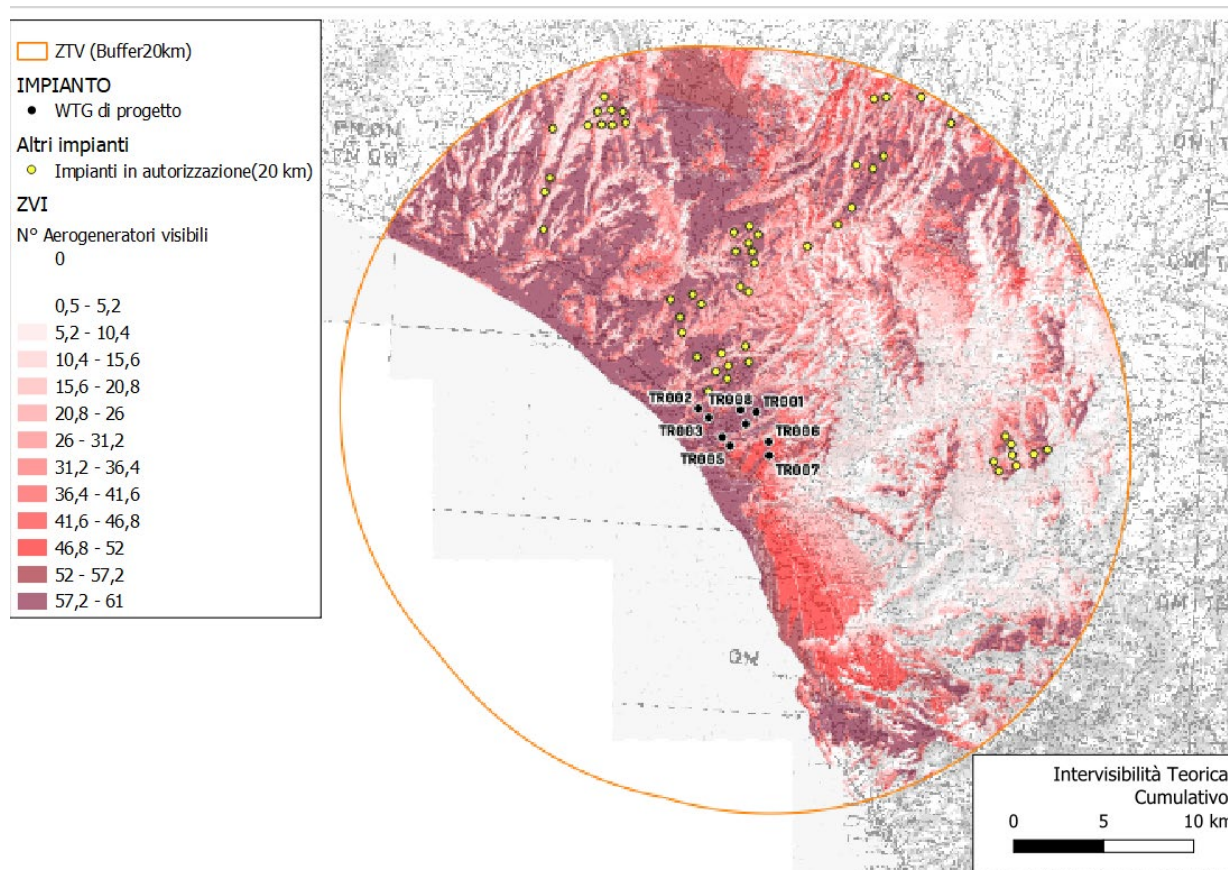 ZTV (Buffer20km)
IMPIANTO
WTG di progetto
Altri impianti
Impianti in autorizzazione(20 km)
ZVI
N° Aerogeneratori visibili
0
0,5 - 5,2
5,2 - 10,4
10,4 - 15,6
15,6 - 20,8
20,8 - 26
26 - 31,2
31,2 - 36,4
36,4 - 41,6
41,6 - 46,8
46,8 - 52
52 - 57,2
57,2 - 61
TR002
TR008
TR001
TR003
TR006
TR005
TR007
Intervisibilità Teorica
Cumulativo
0 5 10 km